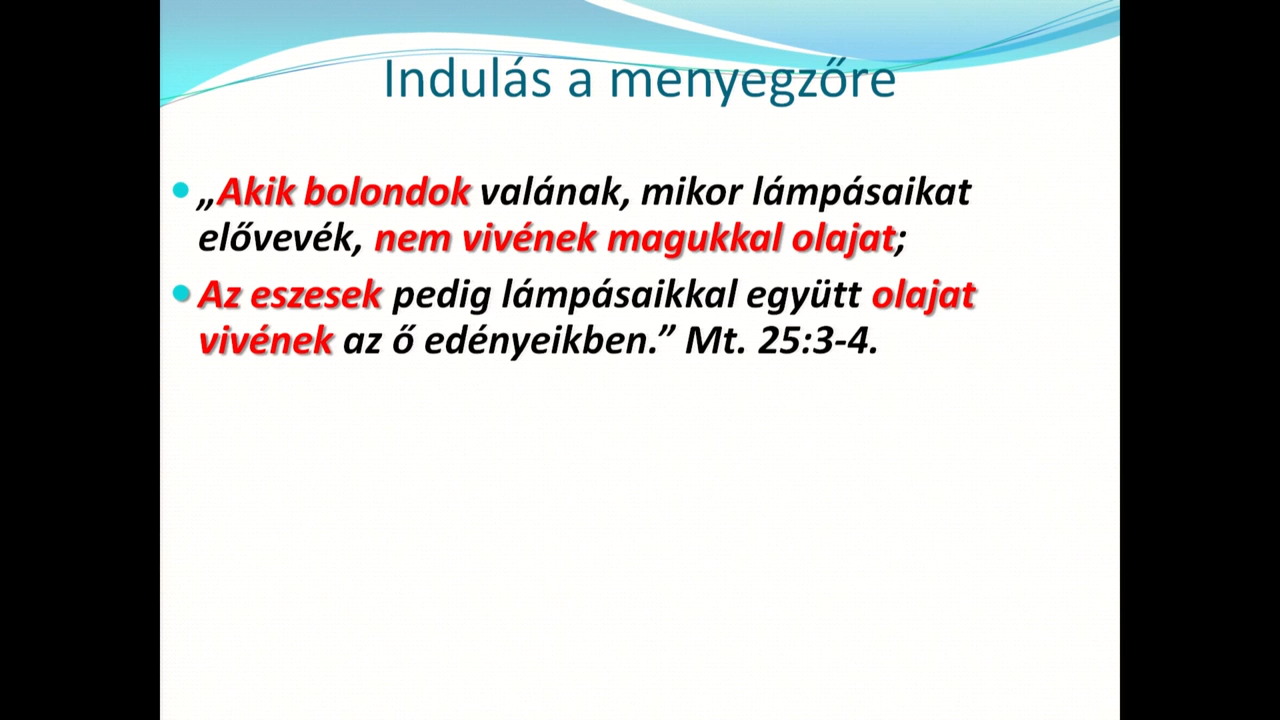 Indulás a menyegzőre
„Akik bolondok valának, mikor lámpásaikat
elővevék, nem vivének magukkal olajat;
Az eszesek pedig lámpásaikkal együtt olajat
vivének az ő edényeikben.” Mt. 25:3-4.